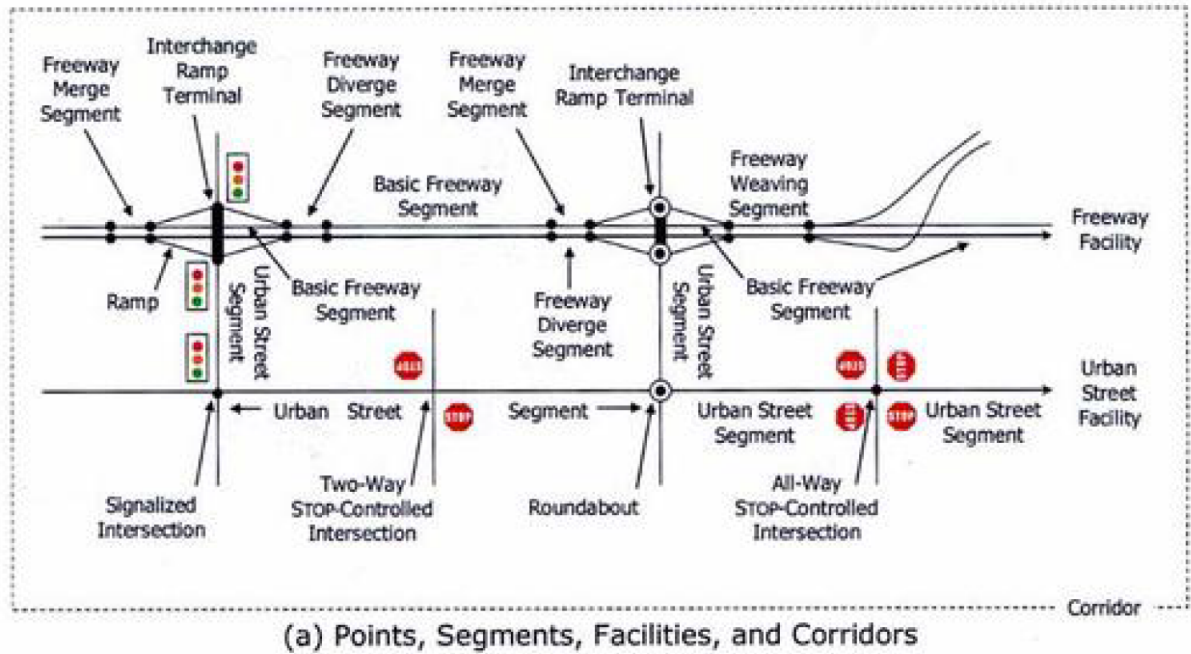 Freeway
Merge
Segment
Interchange
Ramp
Terminal
Freeway
Diverge
Segment
Freeway
Merge
Segment
Interchange
Ramp Terminal
Basic Freeway
Segment
Freeway
Weaving
Segment
Freeway
Facility
Ramp
Urban Street
Segment
Basic Freeway
Segment
Freeway
Diverge
Segment
Urban Street
Segment
Basic Freeway
Segment
STOP
STOP
STOP
STOP
STOP
STOP
Urban
Street
Facility
Urban Street Segment
Urban Street
Segment
Urban Street
Segment
Signalized
Intersection
Two-Way
STOP-Controlled
Intersection
Roundabout
All-Way
STOP-Controlled
Intersection
Corridor
(a) Points, Segments, Facilities, and Corridors